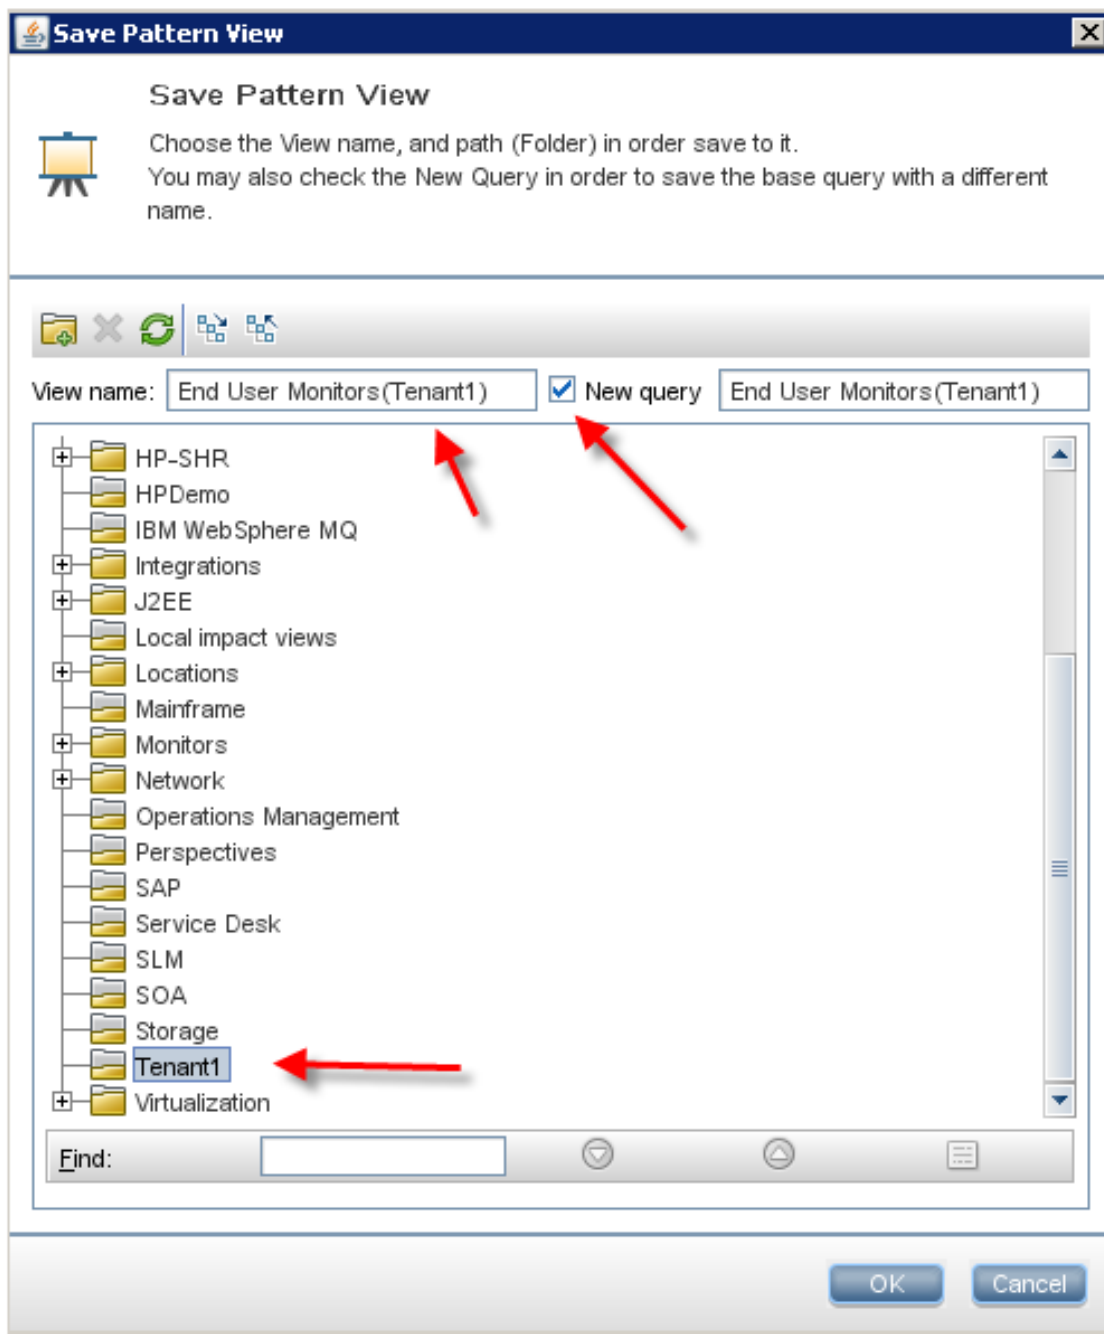 Save Pattern View
Save Pattern View
Choose the View name, and path (Folder) in order save to it.
You may also check the New Query in order to save the base query with a different
name.
View name: End User Monitors(Tenant1) New query End User Monitors(Tenant1)
HP-SHR
HPDemo
IBM WebSphere MQ
Integrations
J2EE
Local impact views
Locations
Mainframe
Monitors
Network
Operations Management
Perspectives
SAP
Service Desk
SLM
SOA
Storage
Tenant1
Virtualization
Find:
OK Cancel